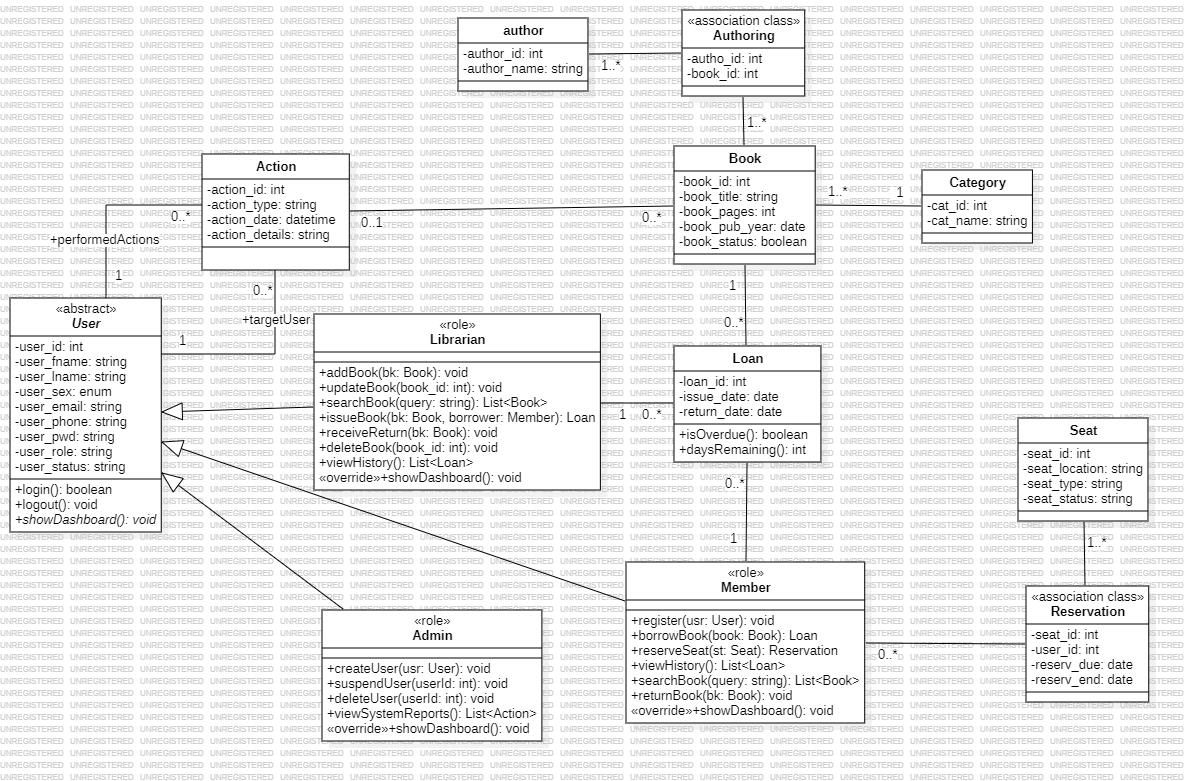 author
-author_id: int
-author_name: string
1..*
«association class»
Authoring
-autho_id: int
-book_id: int
1..*
Action
-action_id: int
-action_type: string
-action_date: datetime
-action_details: string
0..*
0..1
+performedActions
1
0..*
+targetUser
1
Book
-book_id: int
-book_title: string
-book_pages: int
-book_pub_year: date
-book_status: boolean
0..*
1..*
1
1
0..*
Category
-cat_id: int
-cat_name: string
«abstract»
User
-user_id: int
-user_fname: string
-user_lname: string
-user_sex: enum
-user_email: string
-user_phone: string
-user_pwd: string
-user_role: string
-user_status: string
+login(): boolean
+logout(): void
+showDashboard(): void
«role»
Librarian
+addBook(bk: Book): void
+updateBook(book_id: int): void
+searchBook(query: string): List<Book>
+issueBook(bk: Book, borrower: Member): Loan
+receiveReturn(bk: Book): void
+deleteBook(book_id: int): void
+viewHistory(): List<Loan>
«override»+showDashboard(): void
1
0..*
Loan
-loan_id: int
-issue_date: date
-return_date: date
+isOverdue(): boolean
+daysRemaining(): int
0..*
1
Seat
-seat_id: int
-seat_location: string
-seat_type: string
-seat_status: string
1..*
«role»
Admin
+createUser(usr: User): void
+suspendUser(userId: int): void
+deleteUser(userId: int): void
+viewSystemReports(): List<Action>
«override»+showDashboard(): void
«role»
Member
+register(usr: User): void
+borrowBook(book: Book): Loan
+reserveSeat(st: Seat): Reservation
+viewHistory(): List<Loan>
+searchBook(query: string): List<Book>
+returnBook(bk: Book): void
«override»+showDashboard(): void
0..*
«association class»
Reservation
-seat_id: int
-user_id: int
-reserv_due: date
-reserv_end: date
UNREGISTERED